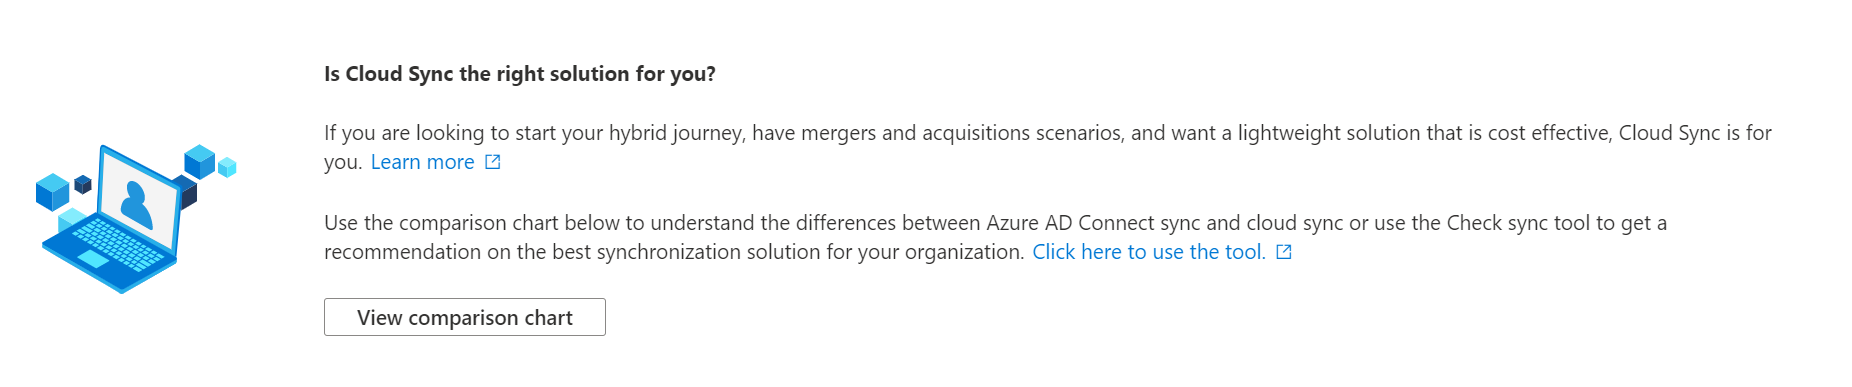 Is Cloud Sync the right solution for you?
If you are looking to start your hybrid journey, have mergers and acquisitions scenarios, and want a lightweight solution that is cost effective, Cloud Sync is for
you. Learn more
Use the comparison chart below to understand the differences between Azure AD Connect sync and cloud sync or use the Check sync tool to get a
recommendation on the best synchronization solution for your organization. Click here to use the tool.
View comparison chart